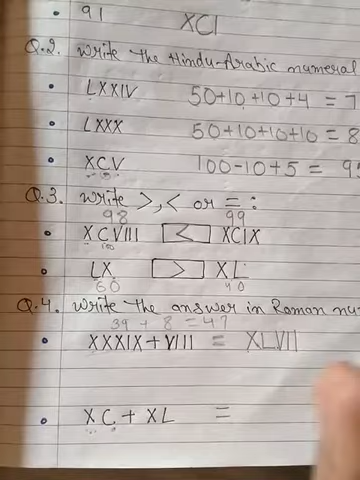 • 91 XCI
Q.2. Write the Hindu-Arabic numeral
• LXXIV 50+10+10+4 = 7
• LXXX 50+10+10+10 = 8
• XCV 100-10+5 = 95
Q.3. Write >, < or = :
98 99
• XCVIII < XCIX
100
• LX > XL
60 40
Q.4. Write the answer in Roman nu
39 + 8 = 47
• XXXIX + VIII = XLVII
• XC + XL =